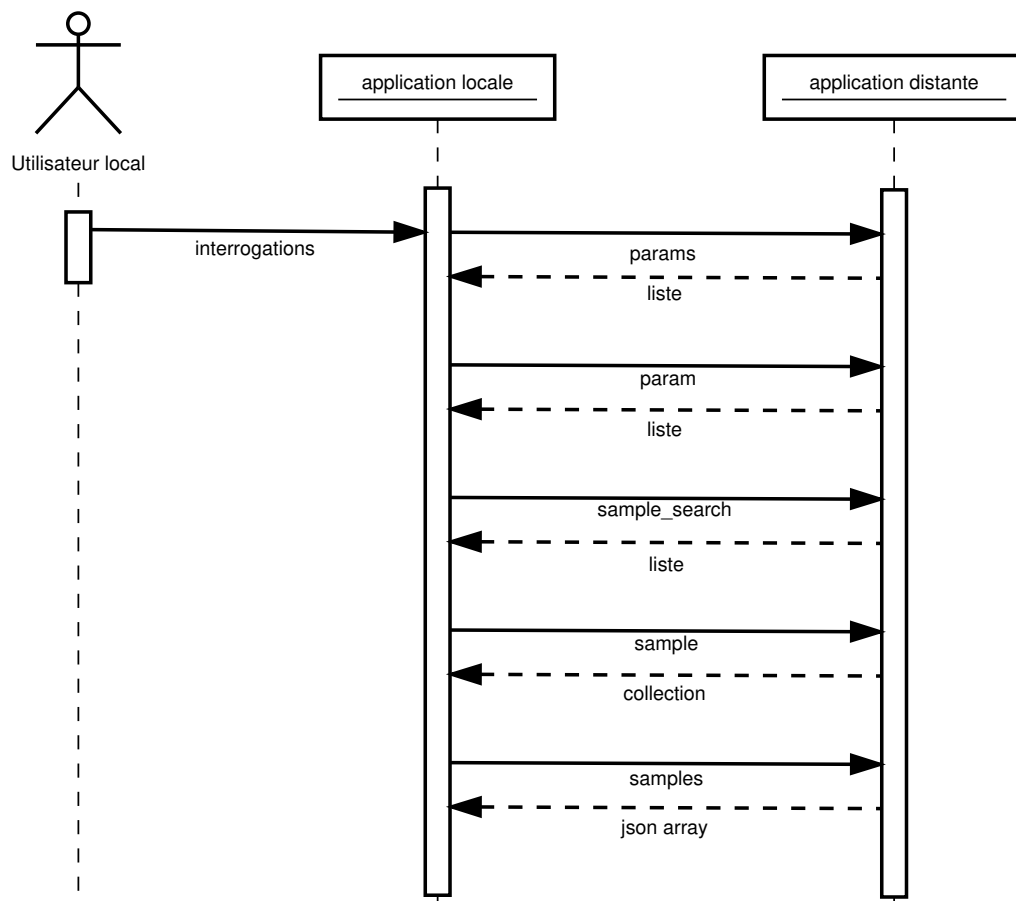 application locale
application distante
Utilisateur local
interrogations
params
liste
param
liste
sample_search
liste
sample
collection
samples
json array